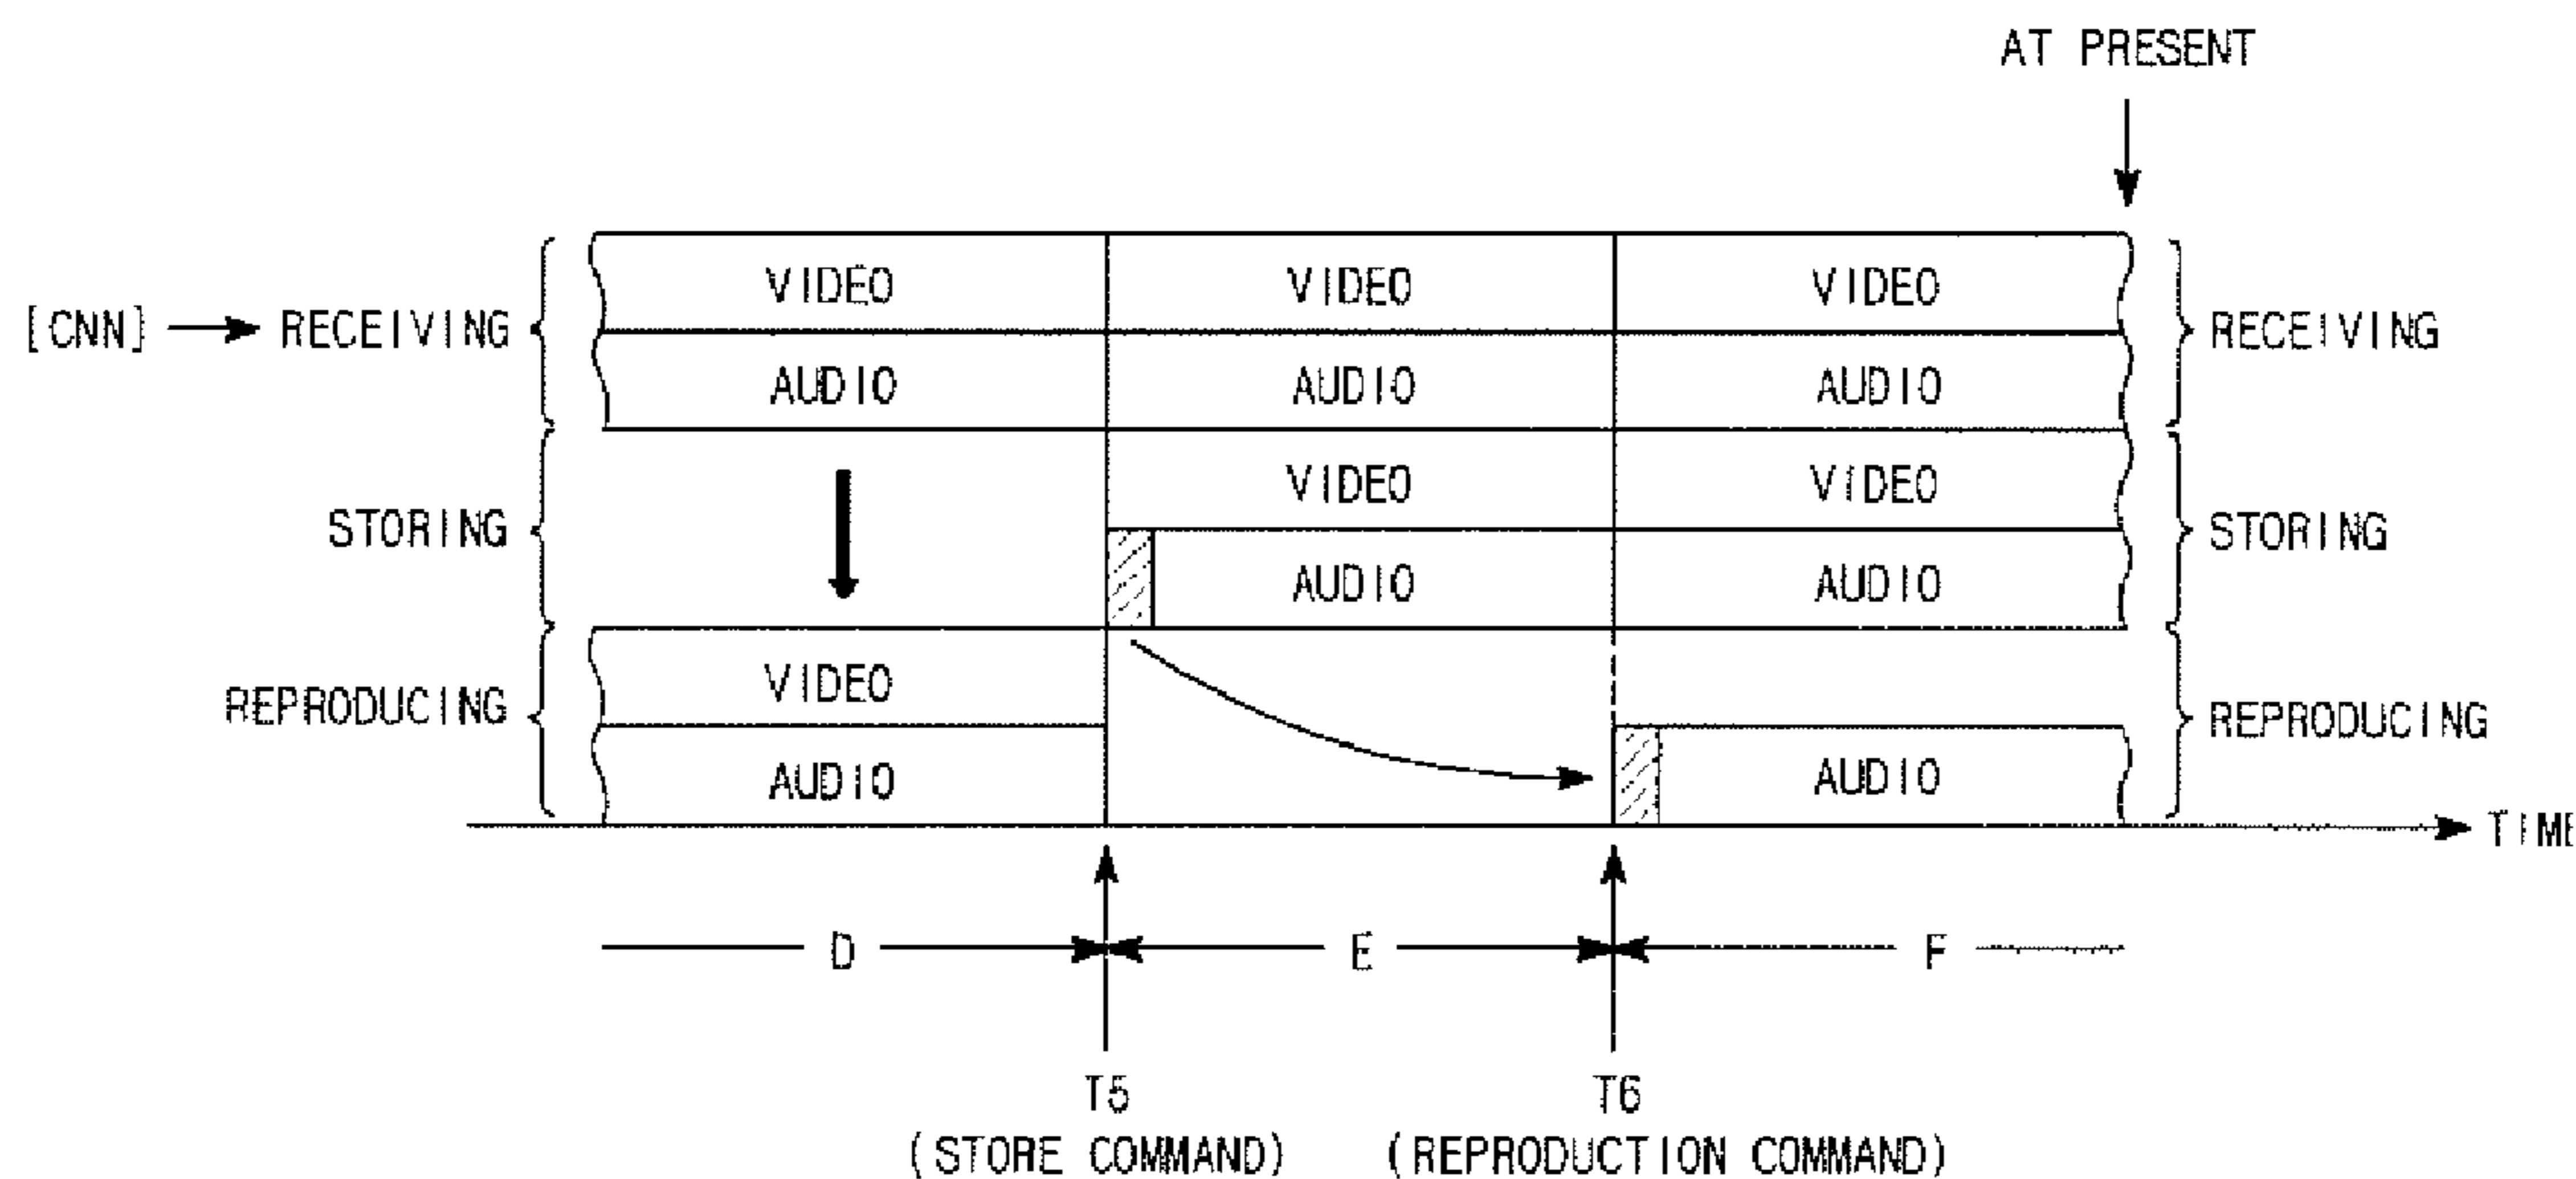 AT PRESENT
VIDEO VIDEO VIDEO
[CNN] RECEIVING RECEIVING
AUDIO AUDIO AUDIO
VIDEO VIDEO
STORING STORING
AUDIO AUDIO
VIDEO
REPRODUCING REPRODUCING
AUDIO AUDIO
TIME
D E F
T5 T6
(STORE COMMAND) (REPRODUCTION COMMAND)